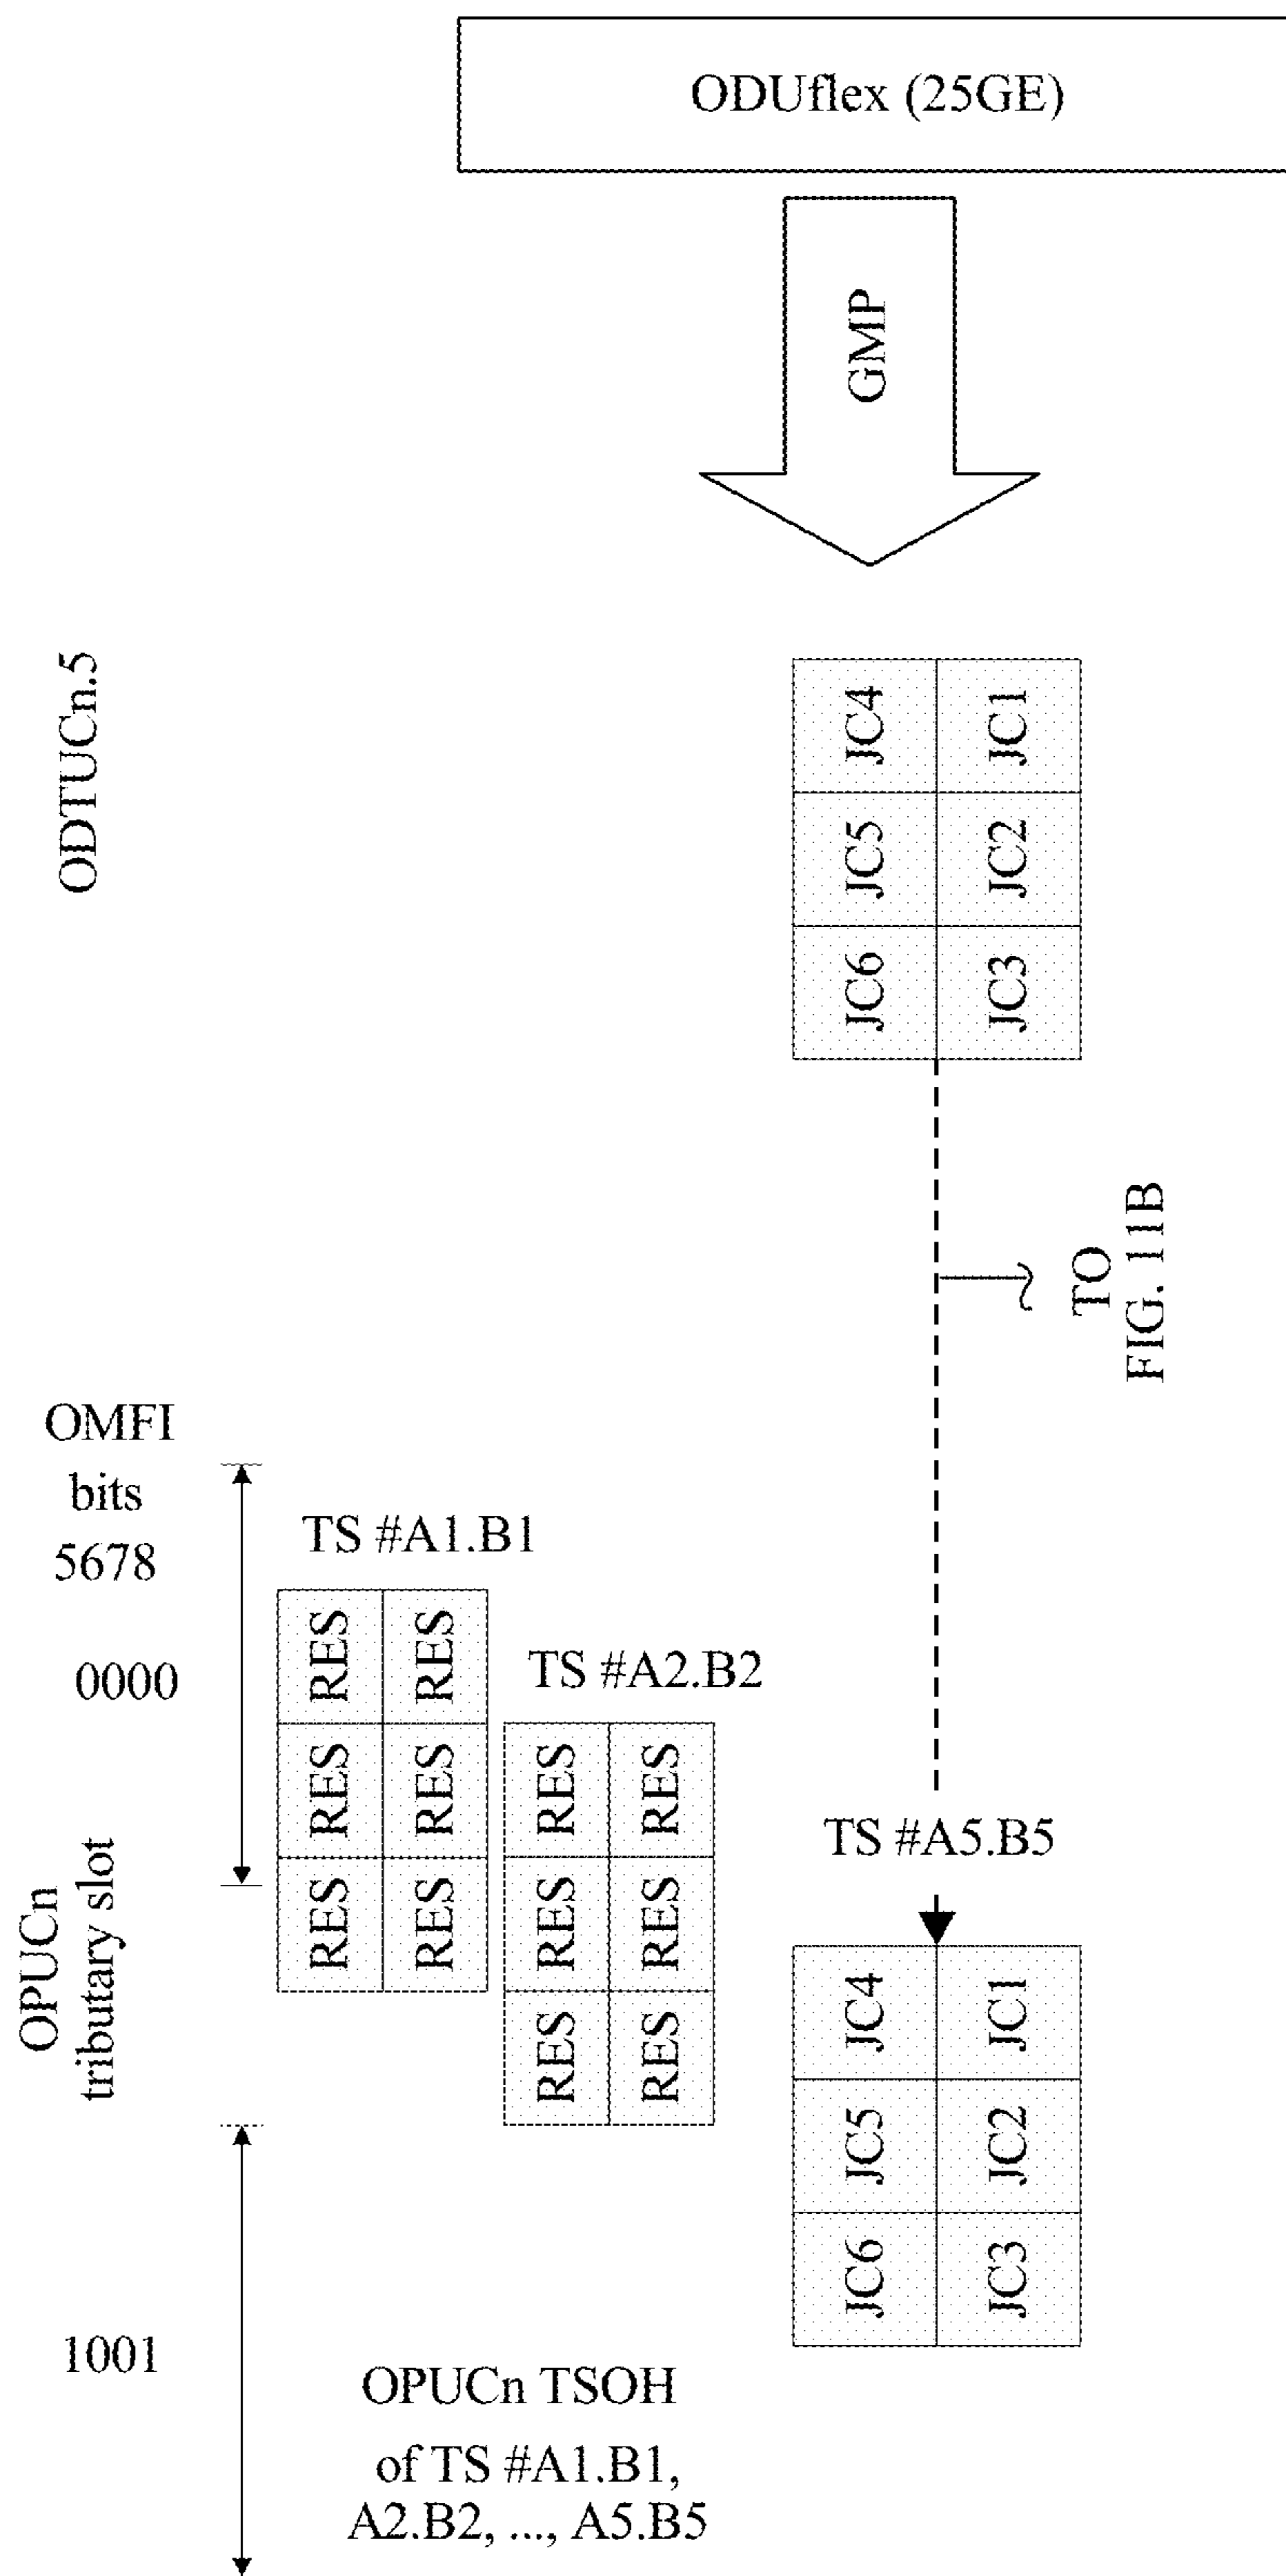 ODUflex (25GE)
GMP
ODTUCn.5
JC4 JC1
JC5 JC2
JC6 JC3
TO
FIG. 11B
OMFI
bits
5678
0000
TS #A1.B1
RES RES
RES RES
RES RES
TS #A2.B2
RES RES
RES RES
RES RES
OPUCn
tributary slot
TS #A5.B5
JC4 JC1
JC5 JC2
JC6 JC3
1001
OPUCn TSOH
of TS #A1.B1,
A2.B2, ..., A5.B5